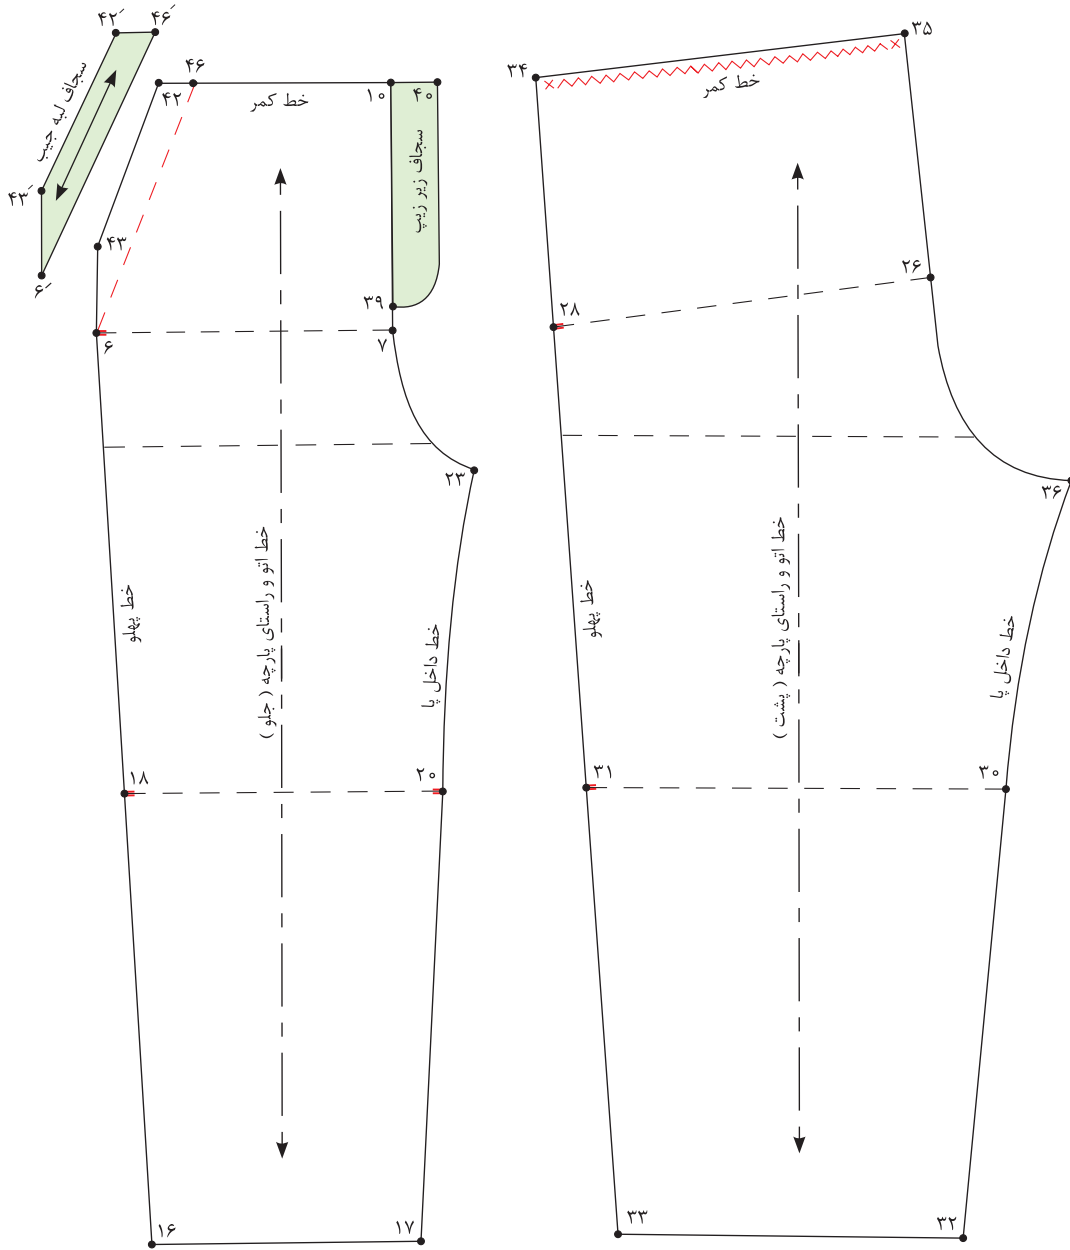 ۴۲′
۴۶′
سجاف لبه جیب
۴۳′
۶′
۴۶
۴۲
خط کمر
۱۰
۴۰
سجاف زیر زیپ
۴۳
۳۹
۶
۷
۲۳
خط پهلو
خط اتو و راستای پارچه ( جلو )
خط داخل پا
۱۸
۲۰
۱۶
۱۷
۳۵
۳۴
خط کمر
۲۶
۲۸
۳۶
خط پهلو
خط اتو و راستای پارچه ( پشت )
خط داخل پا
۳۱
۳۰
۳۳
۳۲